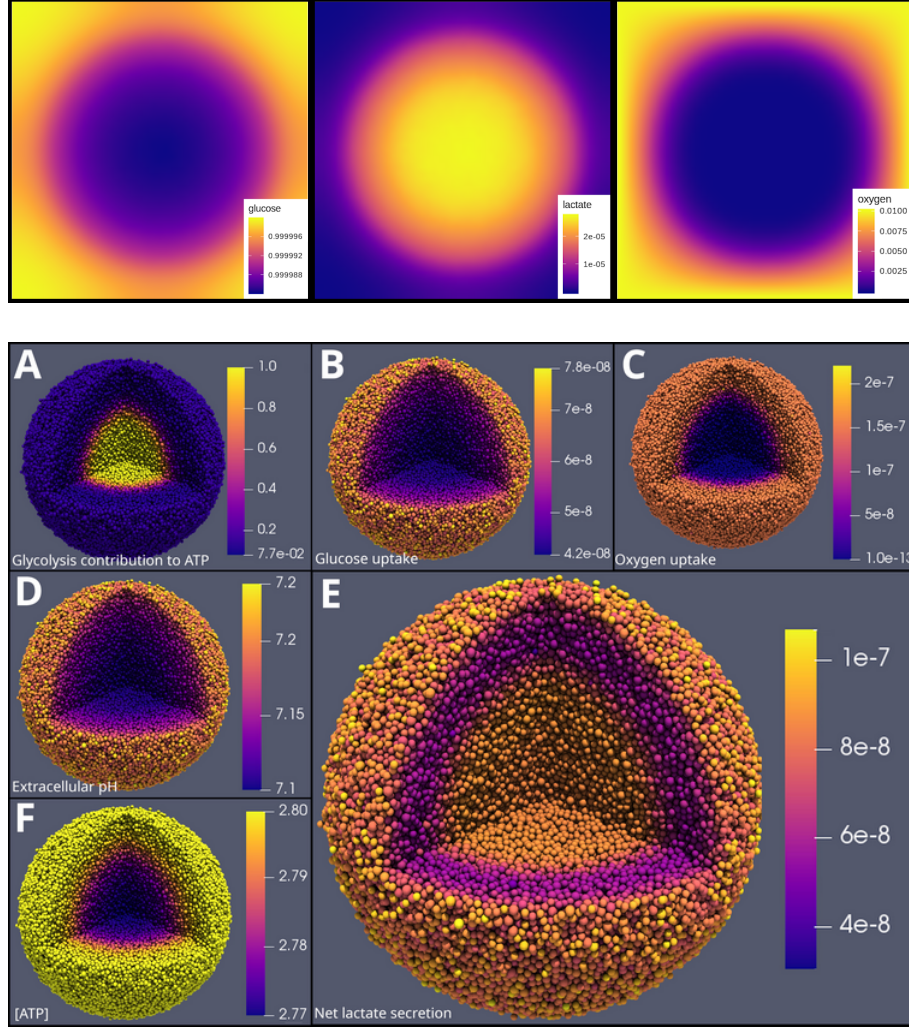 glucose
0.999996
0.999992
0.999988
lactate
2e-05
1e-05
oxygen
0.0100
0.0075
0.0050
0.0025
A
1.0
0.8
0.6
0.4
0.2
7.7e-02
Glycolysis contribution to ATP
B
7.8e-08
7e-8
6e-8
5e-8
4.2e-08
Glucose uptake
C
2e-7
1.5e-7
1e-7
5e-8
1.0e-13
Oxygen uptake
D
7.2
7.2
7.15
7.1
Extracellular pH
E
1e-7
8e-8
6e-8
4e-8
Net lactate secretion
F
2.80
2.79
2.78
2.77
[ATP]